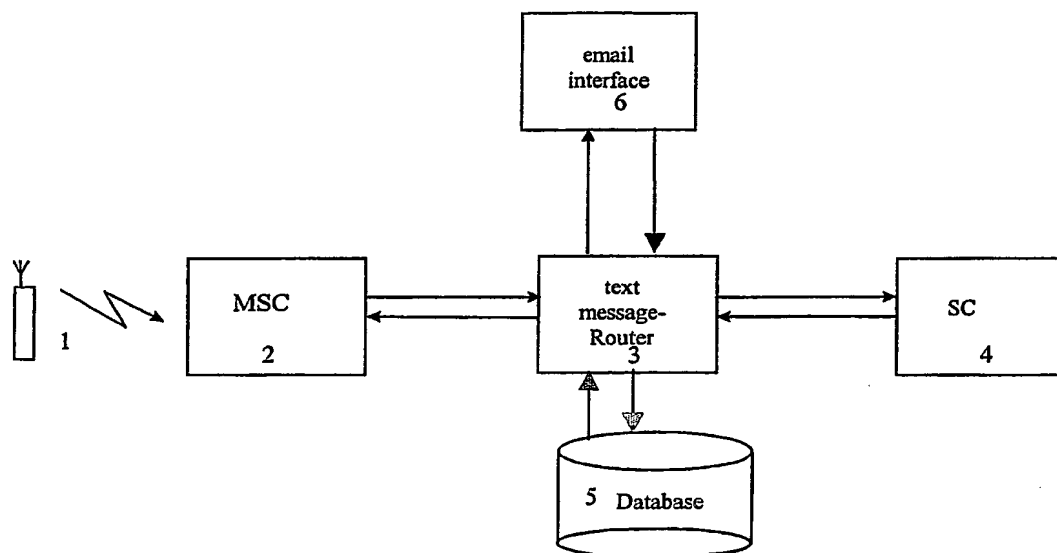 email
interface
6
1
MSC
2
text
message-
Router
3
SC
4
5 Database